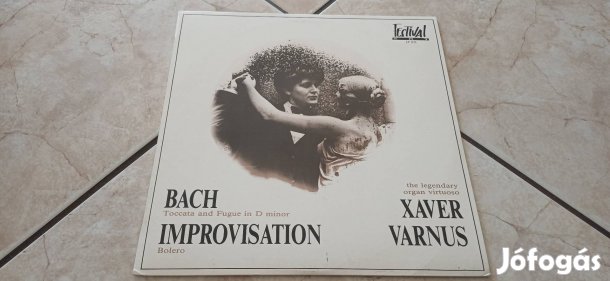 FESTIVAL
BACH
Toccata and Fugue in D minor
IMPROVISATION
Bolero
the legendary
organ virtuoso
XAVER
VARNUS
Jófogás